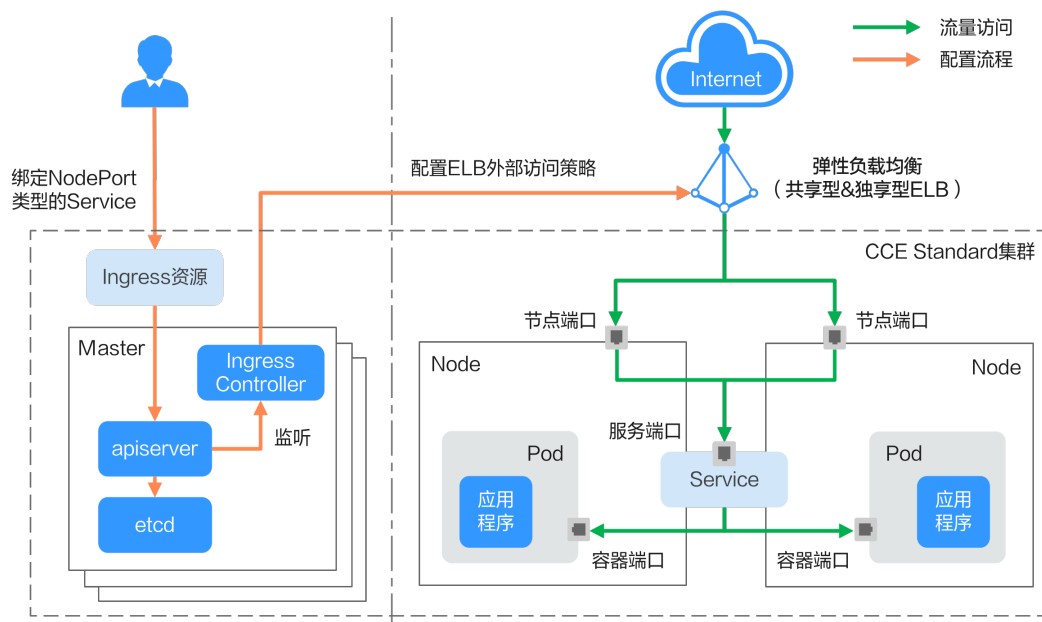 流量访问
配置流程
Internet
绑定NodePort
类型的Service
配置ELB外部访问策略
弹性负载均衡
（共享型&独享型ELB）
CCE Standard集群
Ingress资源
节点端口
节点端口
Master
Ingress
Controller
Node
Node
apiserver
监听
服务端口
Pod
Pod
Service
etcd
应用
程序
应用
程序
容器端口
容器端口